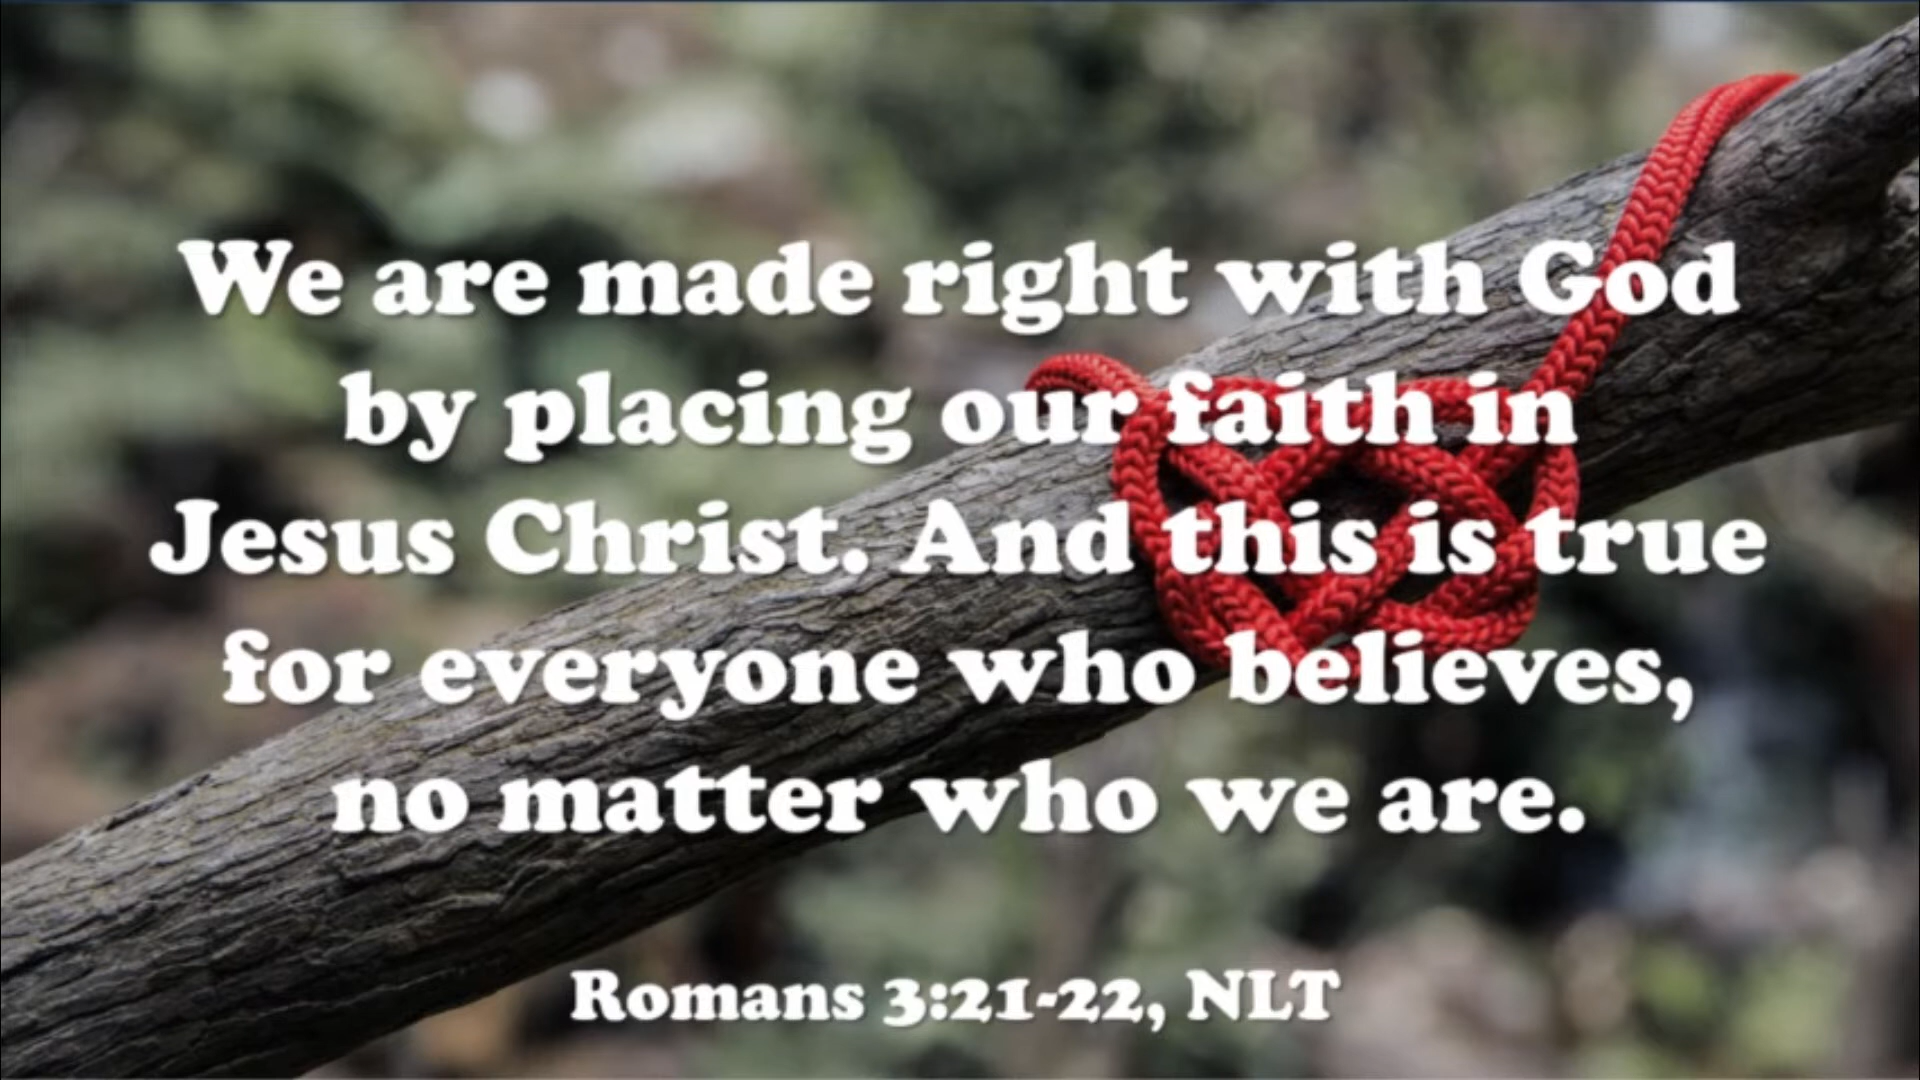 We are made right with God
by placing our faith in
Jesus Christ. And this is true
for everyone who believes,
no matter who we are.
Romans 3:21-22, NLT